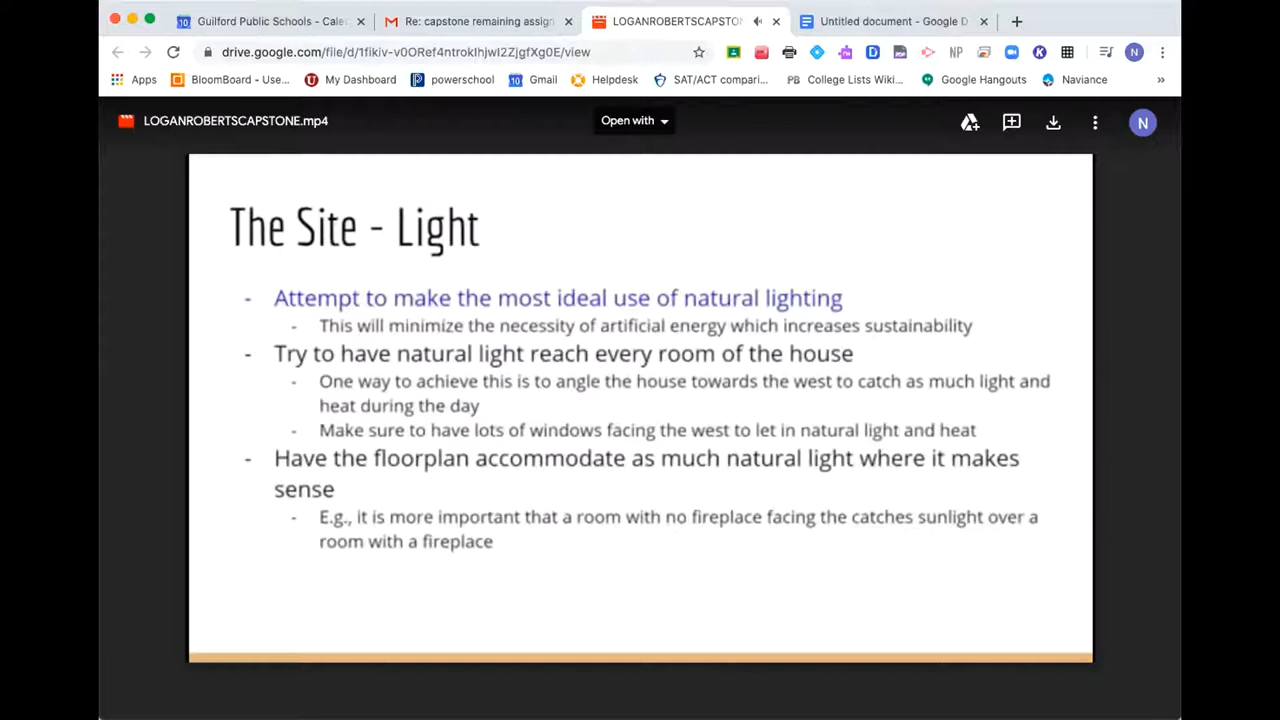 Guilford Public Schools - Cale
Re: capstone remaining assign
LOGANROBERTSCAPSTON
Untitled document - Google D
drive.google.com/file/d/1fikiv-v0ORef4ntrokIhjwI2ZjgfXg0E/view
NP
N
Apps
BloomBoard - Use...
My Dashboard
powerschool
Gmail
Helpdesk
SAT/ACT compari...
PB College Lists Wiki...
Google Hangouts
Naviance
»
LOGANROBERTSCAPSTONE.mp4
Open with
N
The Site - Light
- Attempt to make the most ideal use of natural lighting
- This will minimize the necessity of artificial energy which increases sustainability
- Try to have natural light reach every room of the house
- One way to achieve this is to angle the house towards the west to catch as much light and
heat during the day
- Make sure to have lots of windows facing the west to let in natural light and heat
- Have the floorplan accommodate as much natural light where it makes
sense
- E.g., it is more important that a room with no fireplace facing the catches sunlight over a
room with a fireplace